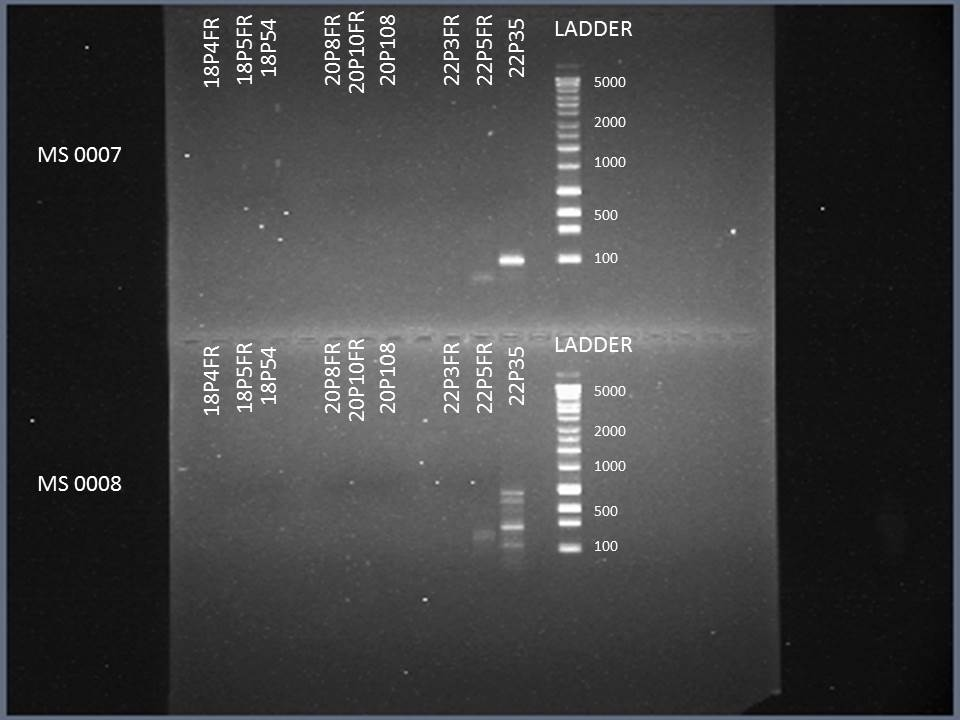 18P4FR
18P5FR
18P54
20P8FR
20P10FR
20P108
22P3FR
22P5FR
22P35
LADDER
5000
2000
MS 0007
1000
500
100
18P4FR
18P5FR
18P54
20P8FR
20P10FR
20P108
22P3FR
22P5FR
22P35
LADDER
5000
2000
1000
MS 0008
500
100